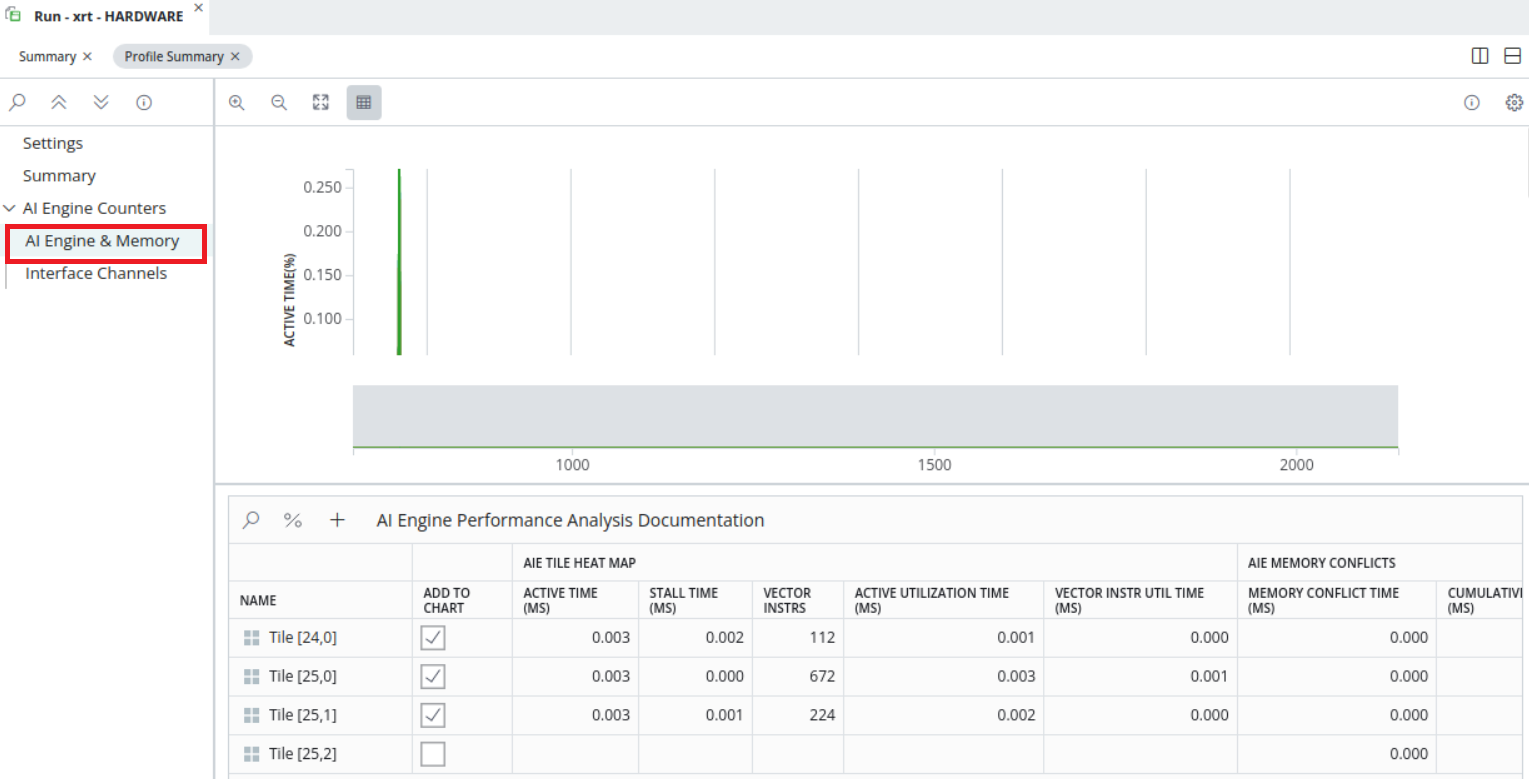 Run - xrt - HARDWARE
Summary
Profile Summary
Settings
Summary
AI Engine Counters
AI Engine & Memory
Interface Channels
ACTIVE TIME(%)
0.250
0.200
0.150
0.100
1000 1500 2000
% + AI Engine Performance Analysis Documentation
AIE TILE HEAT MAP AIE MEMORY CONFLICTS
NAME ADD TO CHART ACTIVE TIME (MS) STALL TIME (MS) VECTOR INSTRS ACTIVE UTILIZATION TIME (MS) VECTOR INSTR UTIL TIME (MS) MEMORY CONFLICT TIME (MS) CUMULATIVI (MS)
Tile [24,0] 0.003 0.002 112 0.001 0.000 0.000
Tile [25,0] 0.003 0.000 672 0.003 0.001 0.000
Tile [25,1] 0.003 0.001 224 0.002 0.000 0.000
Tile [25,2] 0.000